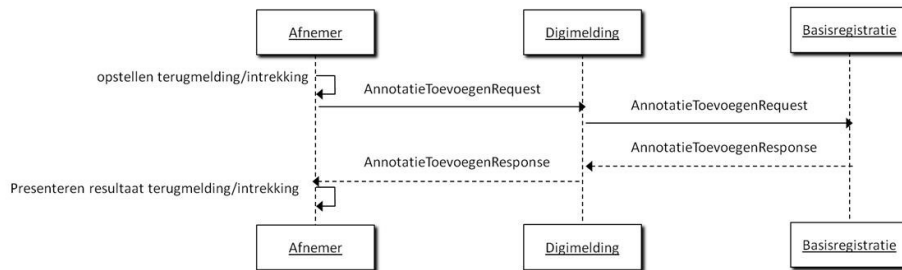 Afnemer
Digimelding
Basisregistratie
opstellen terugmelding/intrekking
AnnotatieToevoegenRequest
AnnotatieToevoegenRequest
AnnotatieToevoegenResponse
AnnotatieToevoegenResponse
Presenteren resultaat terugmelding/intrekking
Afnemer
Digimelding
Basisregistratie